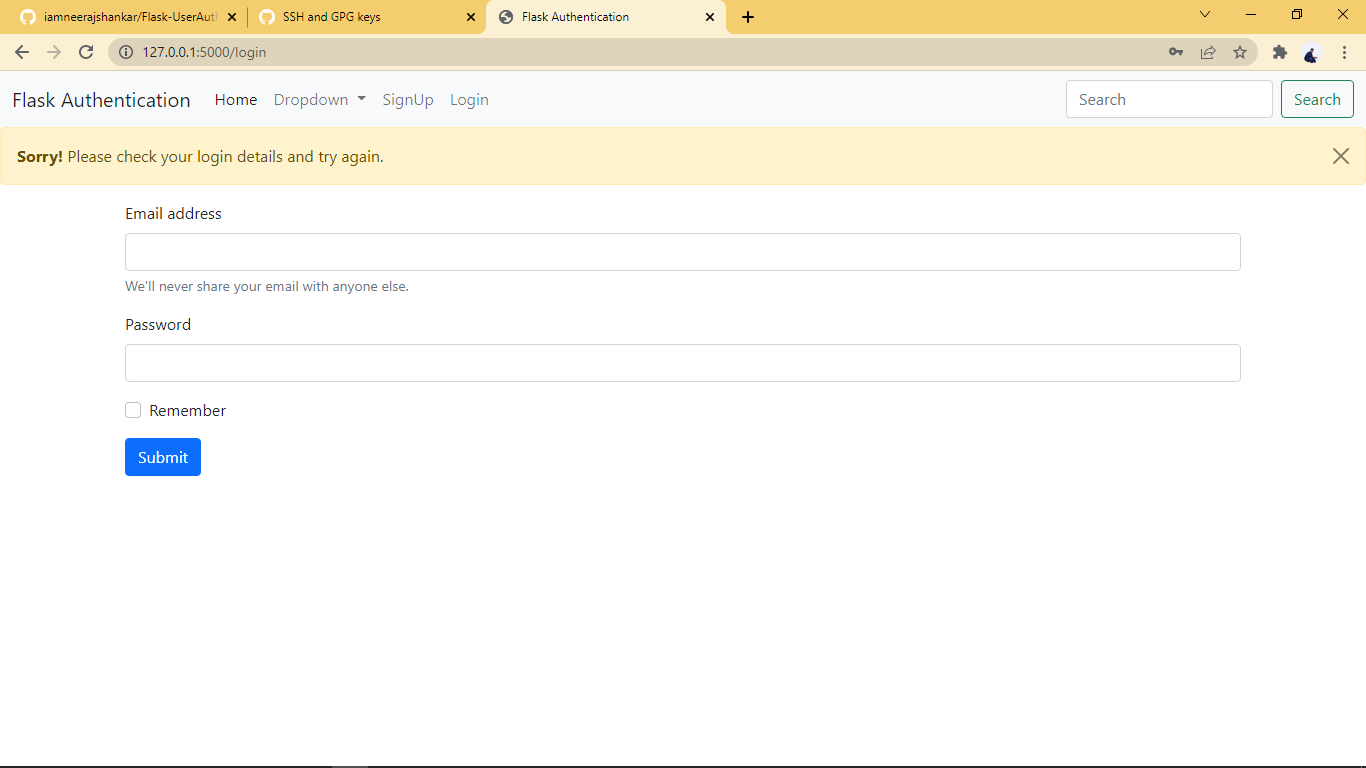 iamneerajshankar/Flask-UserAut
SSH and GPG keys
Flask Authentication
127.0.0.1:5000/login
Flask Authentication Home Dropdown SignUp Login Search Search
Sorry! Please check your login details and try again.
Email address
We'll never share your email with anyone else.
Password
Remember
Submit